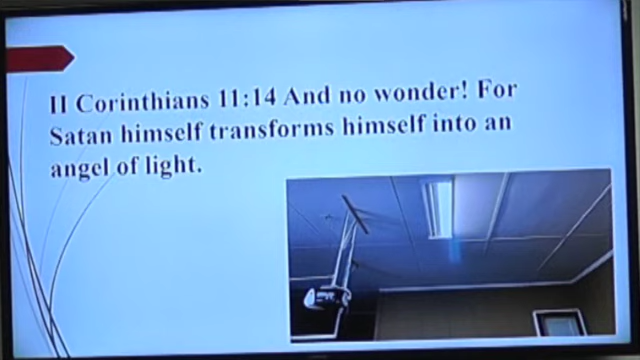 II Corinthians 11:14 And no wonder! For
Satan himself transforms himself into an
angel of light.